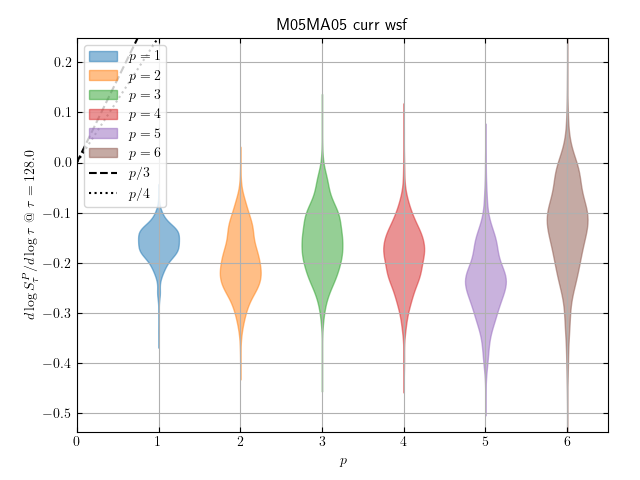 M05MA05 curr wsf
d log S_τ^P / d log τ @ τ = 128.0
0.2
0.1
0.0
−0.1
−0.2
−0.3
−0.4
−0.5
p = 1
p = 2
p = 3
p = 4
p = 5
p = 6
p/3
p/4
0 1 2 3 4 5 6
p